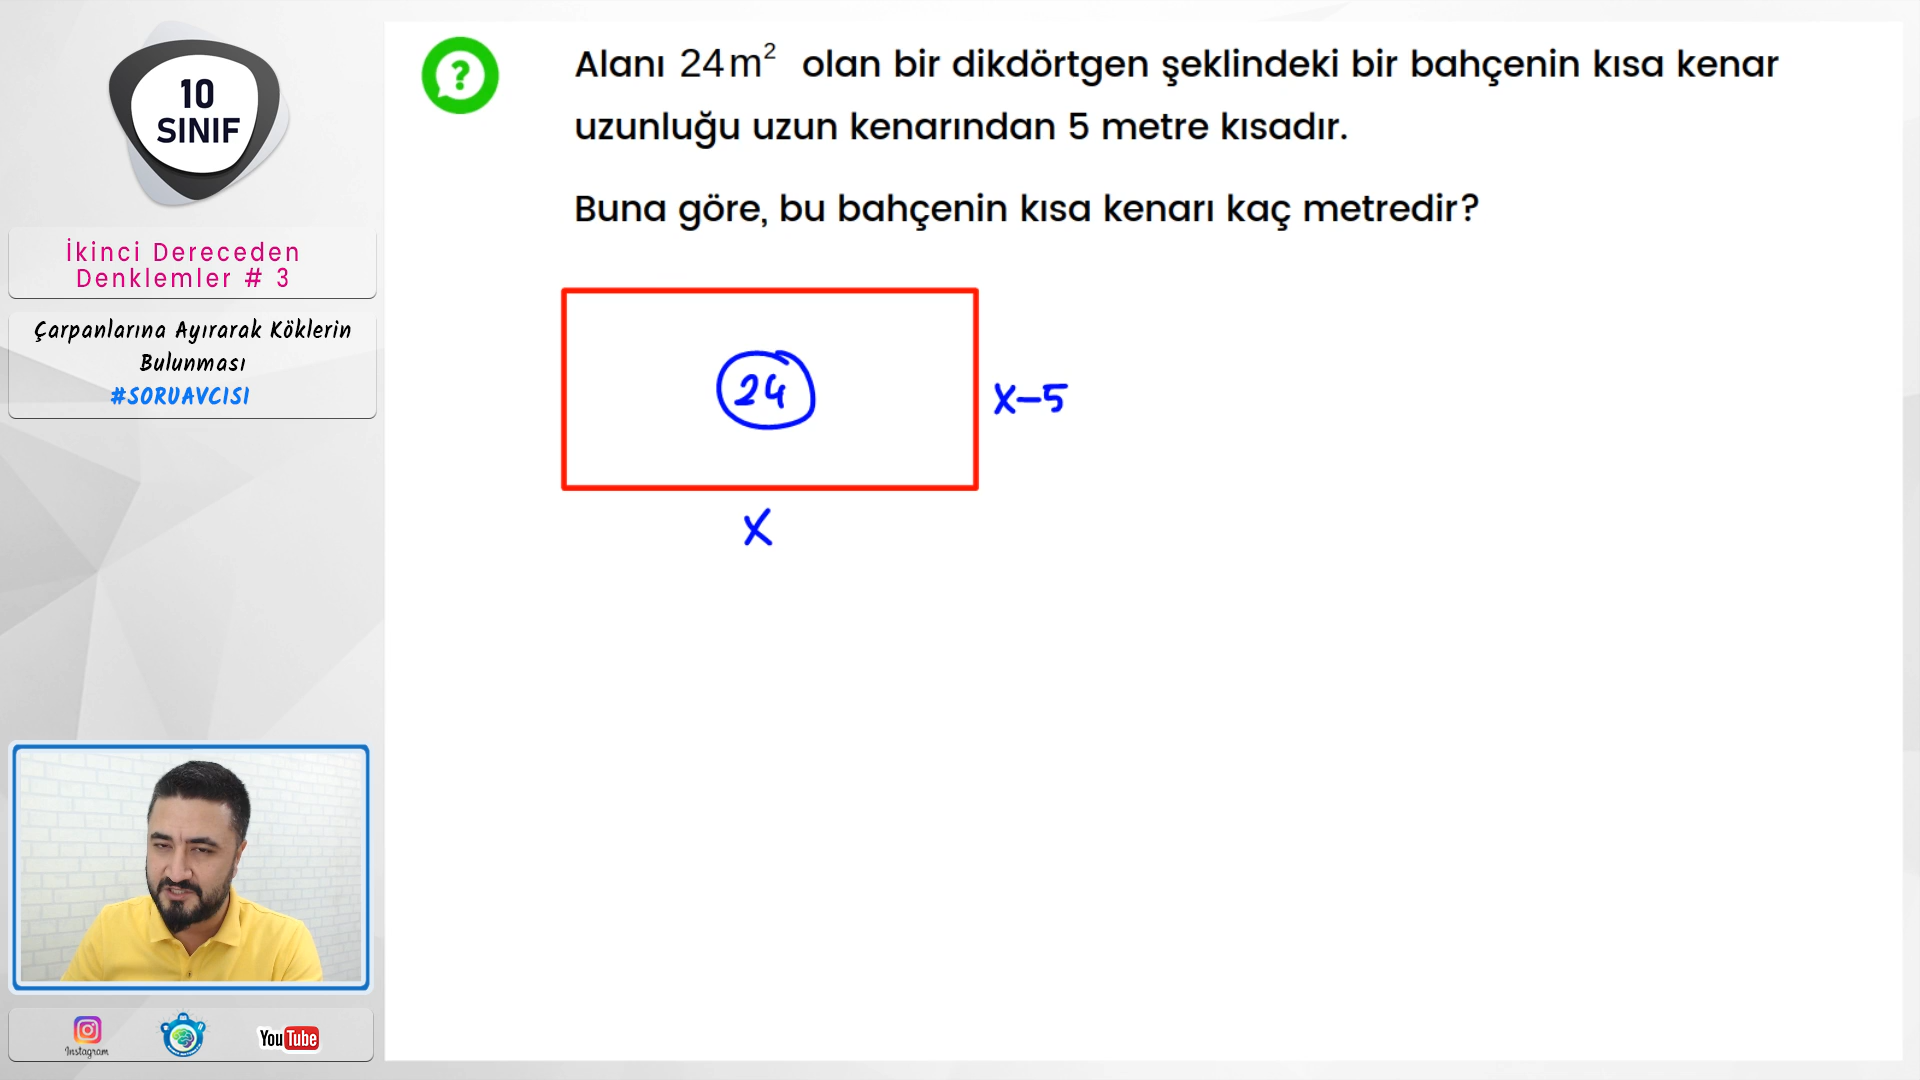 10
SINIF
İkinci Dereceden
Denklemler # 3
Çarpanlarına Ayırarak Köklerin
Bulunması
#SORUAVCISI
Alanı 24m² olan bir dikdörtgen şeklindeki bir bahçenin kısa kenar
uzunluğu uzun kenarından 5 metre kısadır.
Buna göre, bu bahçenin kısa kenarı kaç metredir?
24
x-5
x
Instagram
YouTube